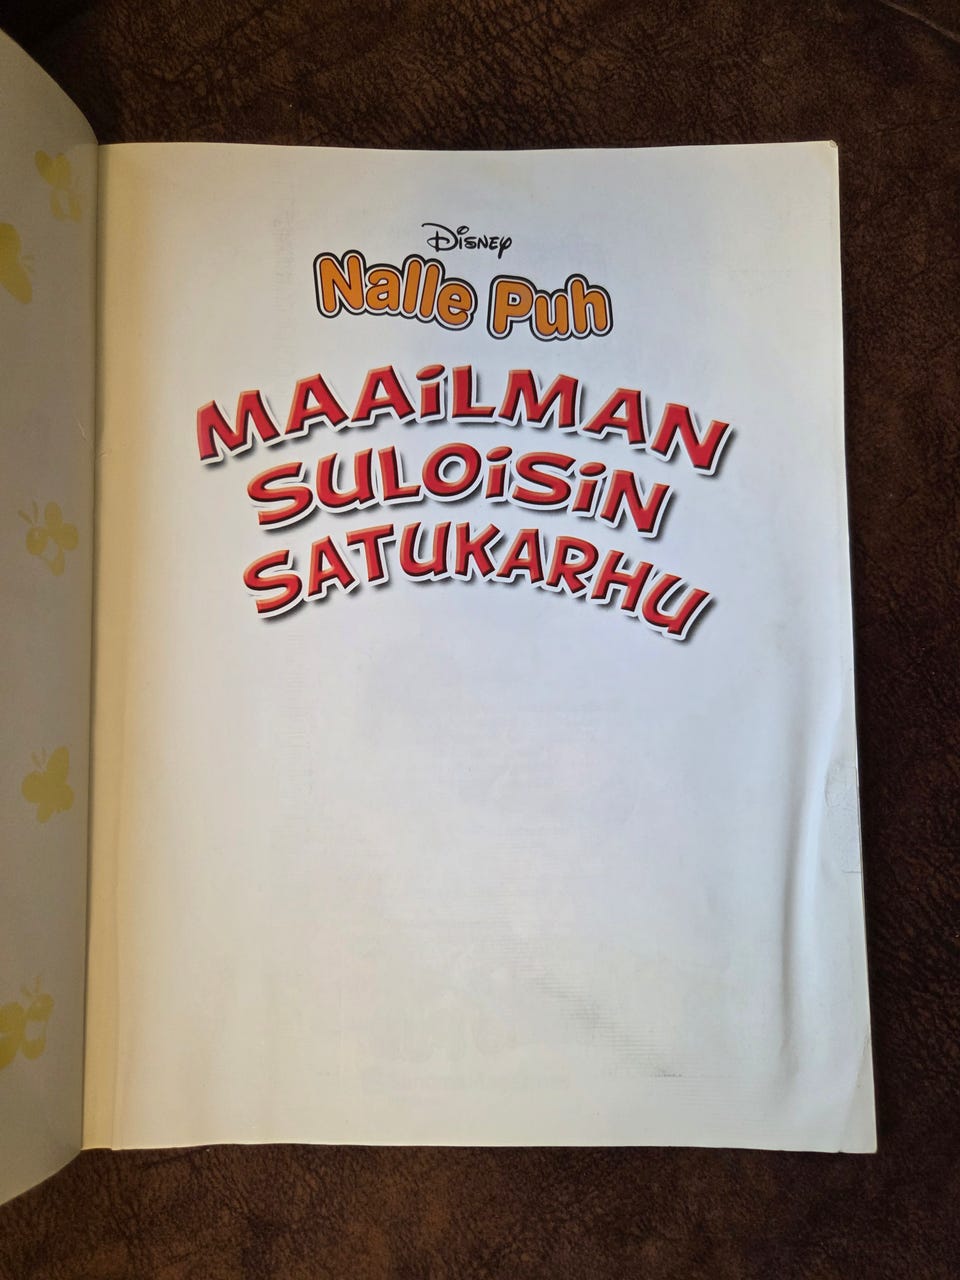 Disney
Nalle Puh
MAAiLMAN
SULOiSiN
SATUKARHU